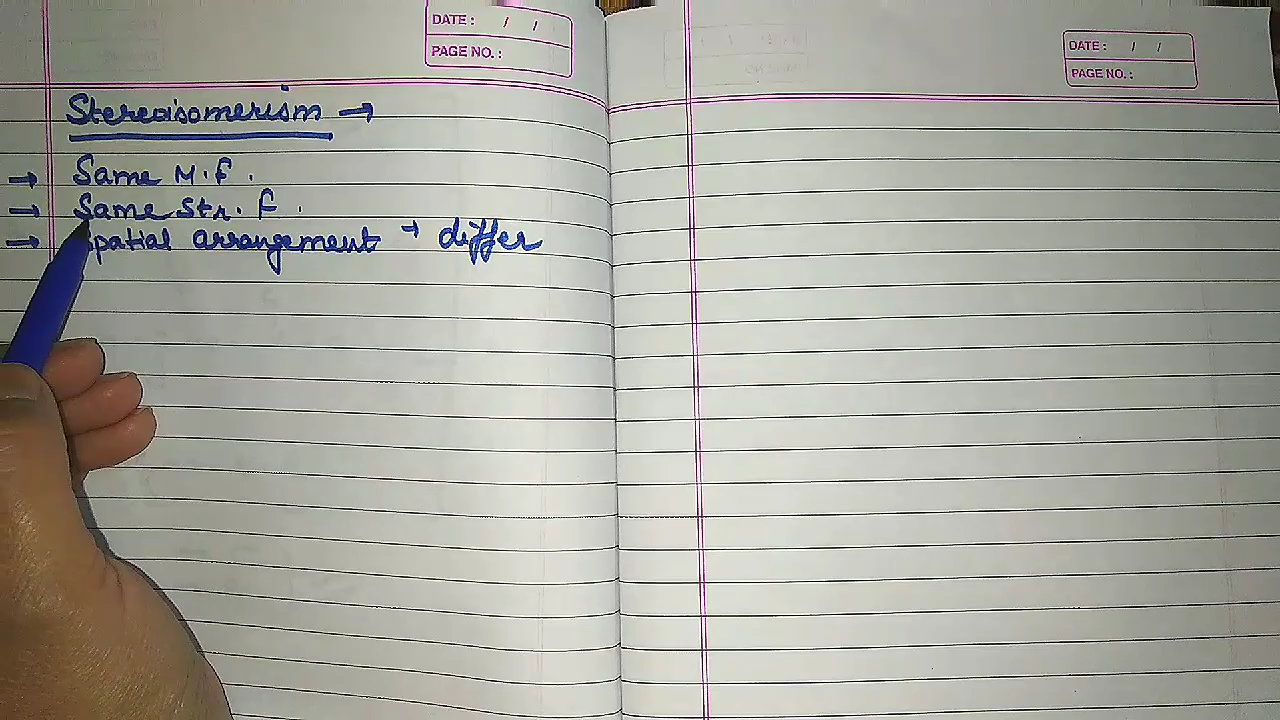 DATE : / /
PAGE NO. :
DATE : / /
PAGE NO. :
Stereoisomerism →
→ Same M.F.
→ Same Str. F.
→ Spatial arrangement → differ